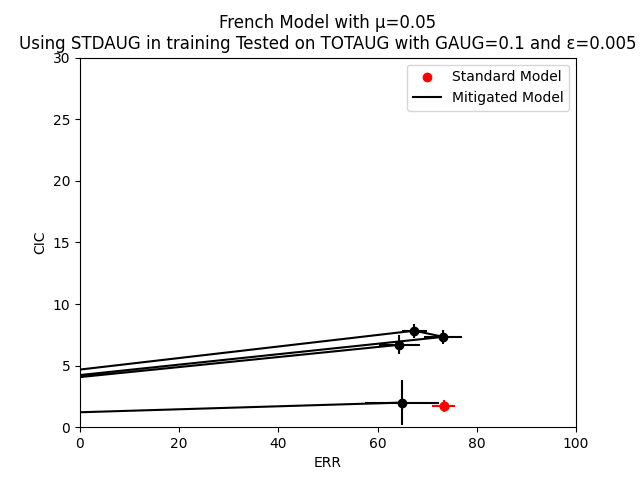 French Model with μ=0.05
Using STDAUG in training Tested on TOTAUG with GAUG=0.1 and ε=0.005
Standard Model
Mitigated Model
30
25
20
15
10
5
0
CIC
0 20 40 60 80 100
ERR